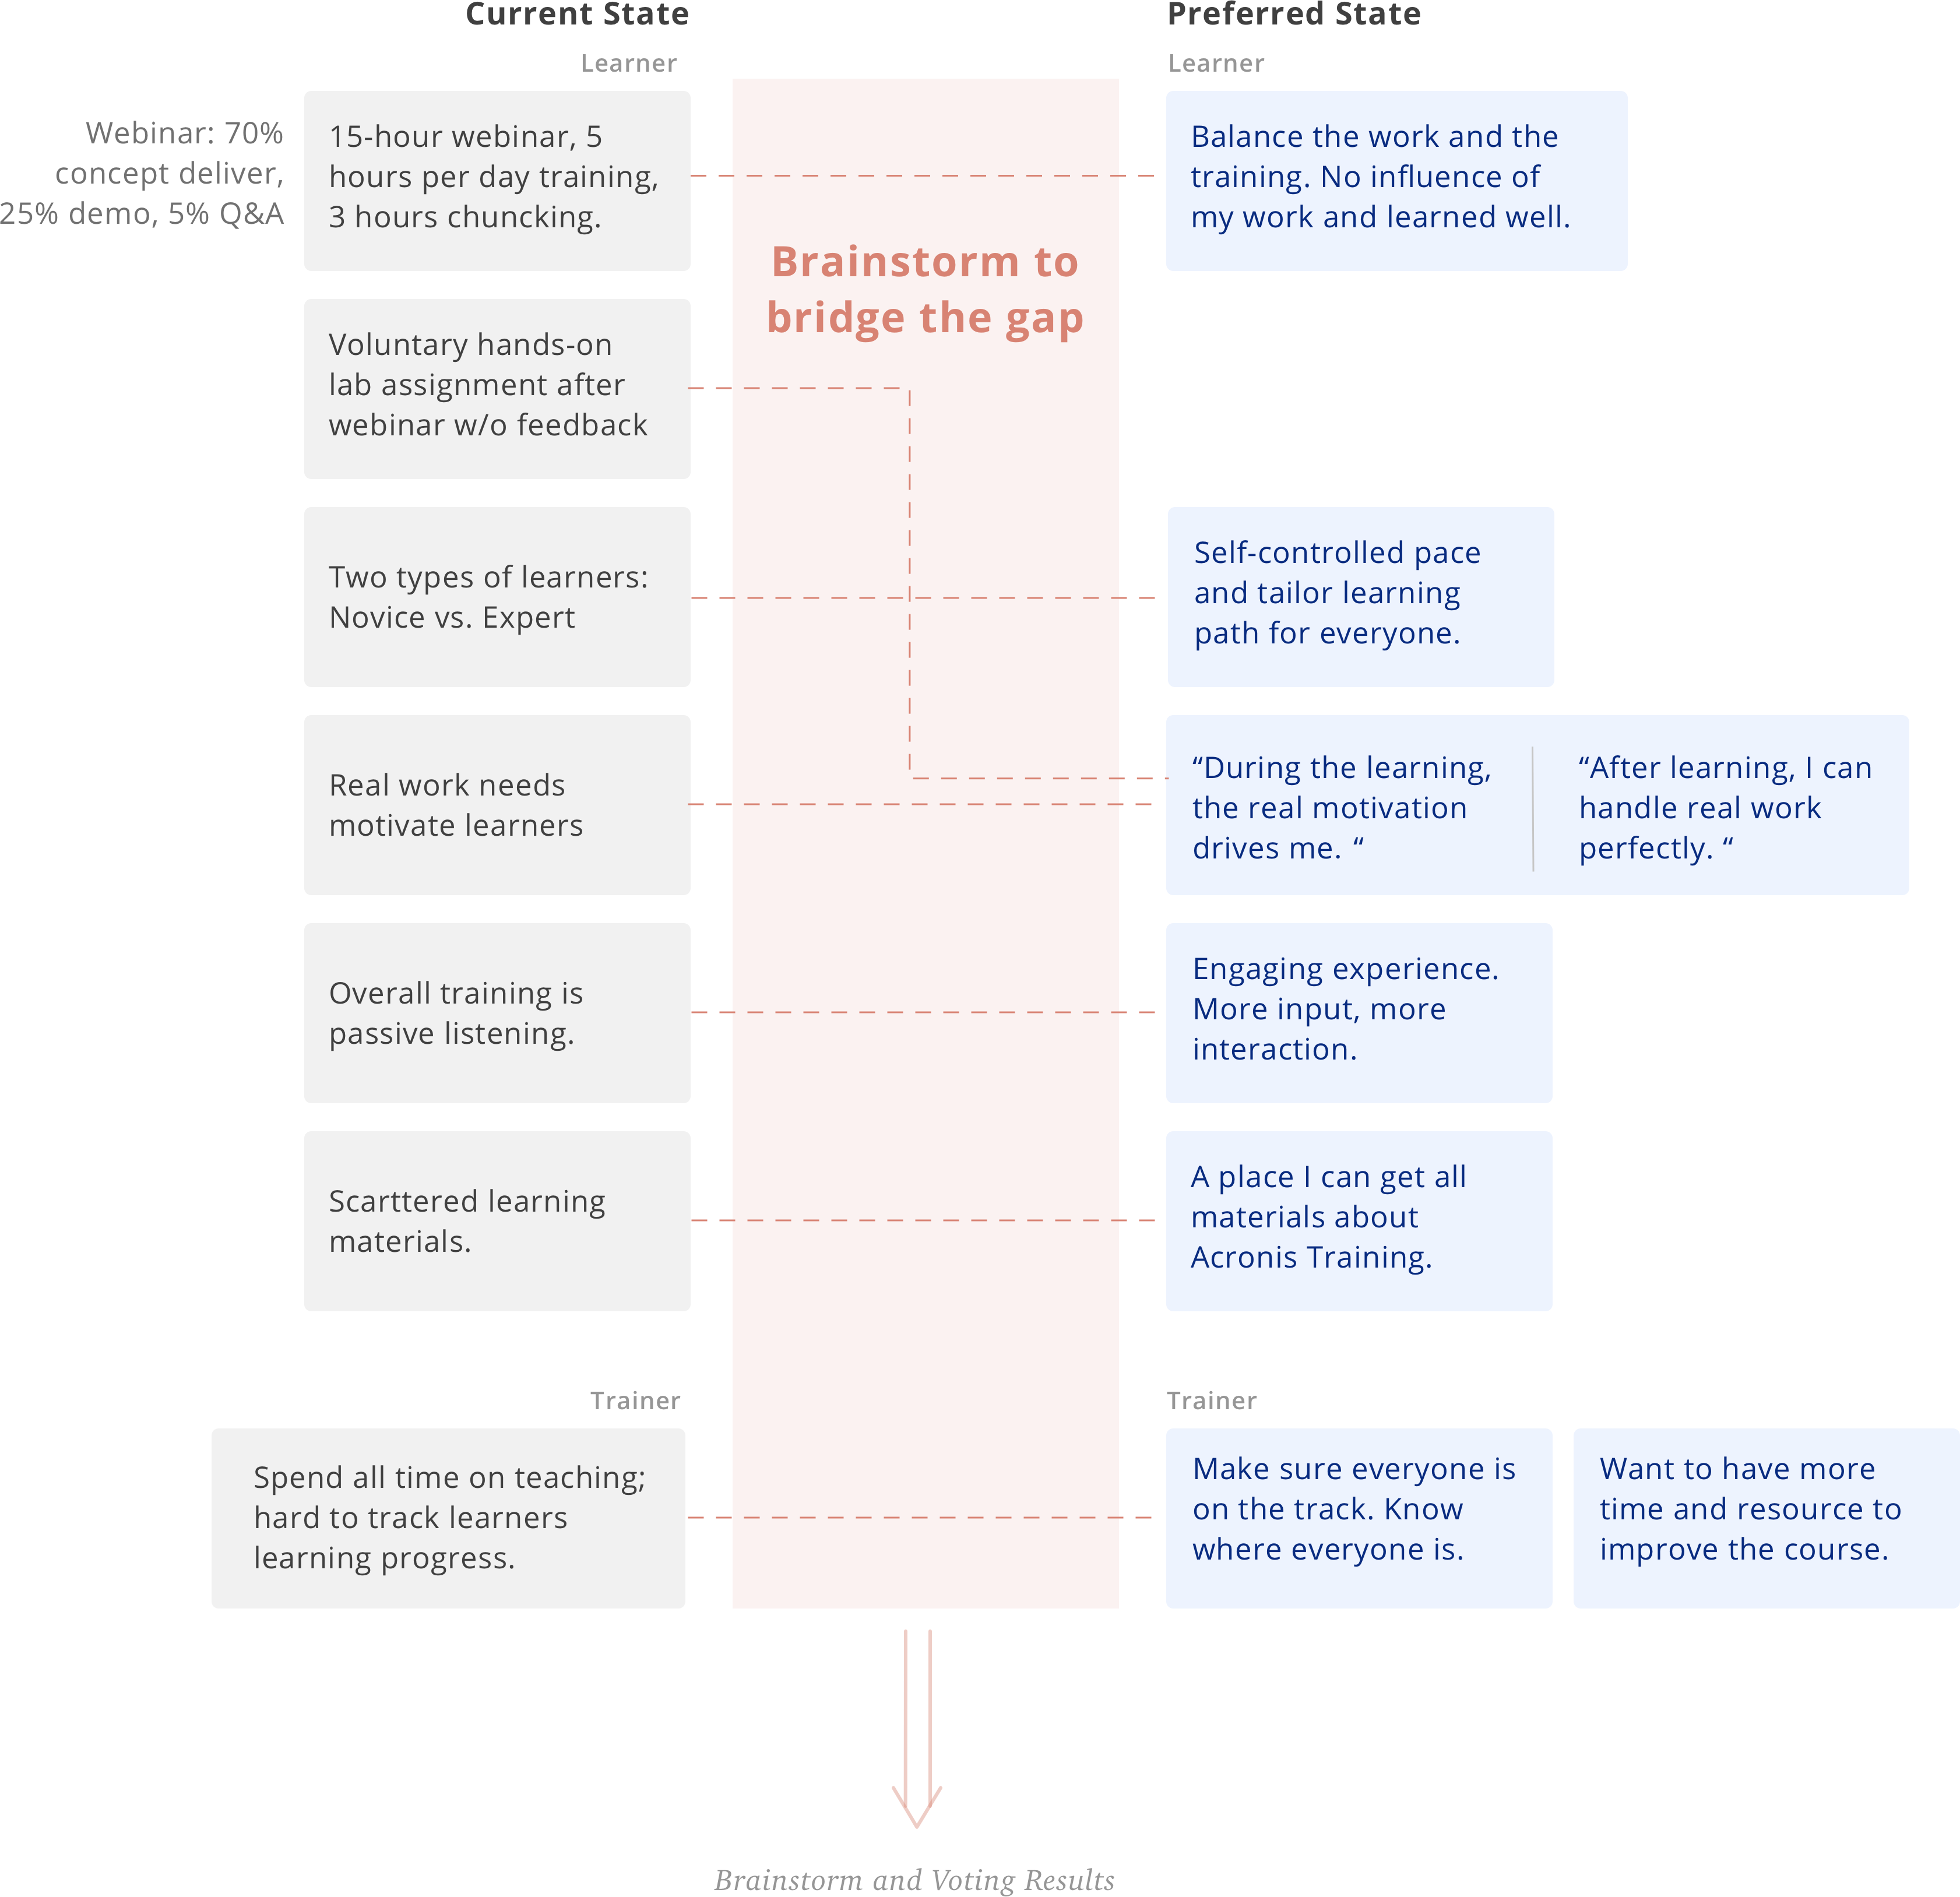 Current State
Preferred State
Learner
Learner
Webinar: 70%
concept deliver,
25% demo, 5% Q&A
15-hour webinar, 5
hours per day training,
3 hours chuncking.
Balance the work and the
training. No influence of
my work and learned well.
Brainstorm to
bridge the gap
Voluntary hands-on
lab assignment after
webinar w/o feedback
Two types of learners:
Novice vs. Expert
Self-controlled pace
and tailor learning
path for everyone.
Real work needs
motivate learners
“During the learning,
the real motivation
drives me. “
“After learning, I can
handle real work
perfectly. “
Overall training is
passive listening.
Engaging experience.
More input, more
interaction.
Scarttered learning
materials.
A place I can get all
materials about
Acronis Training.
Trainer
Trainer
Spend all time on teaching;
hard to track learners
learning progress.
Make sure everyone is
on the track. Know
where everyone is.
Want to have more
time and resource to
improve the course.
Brainstorm and Voting Results